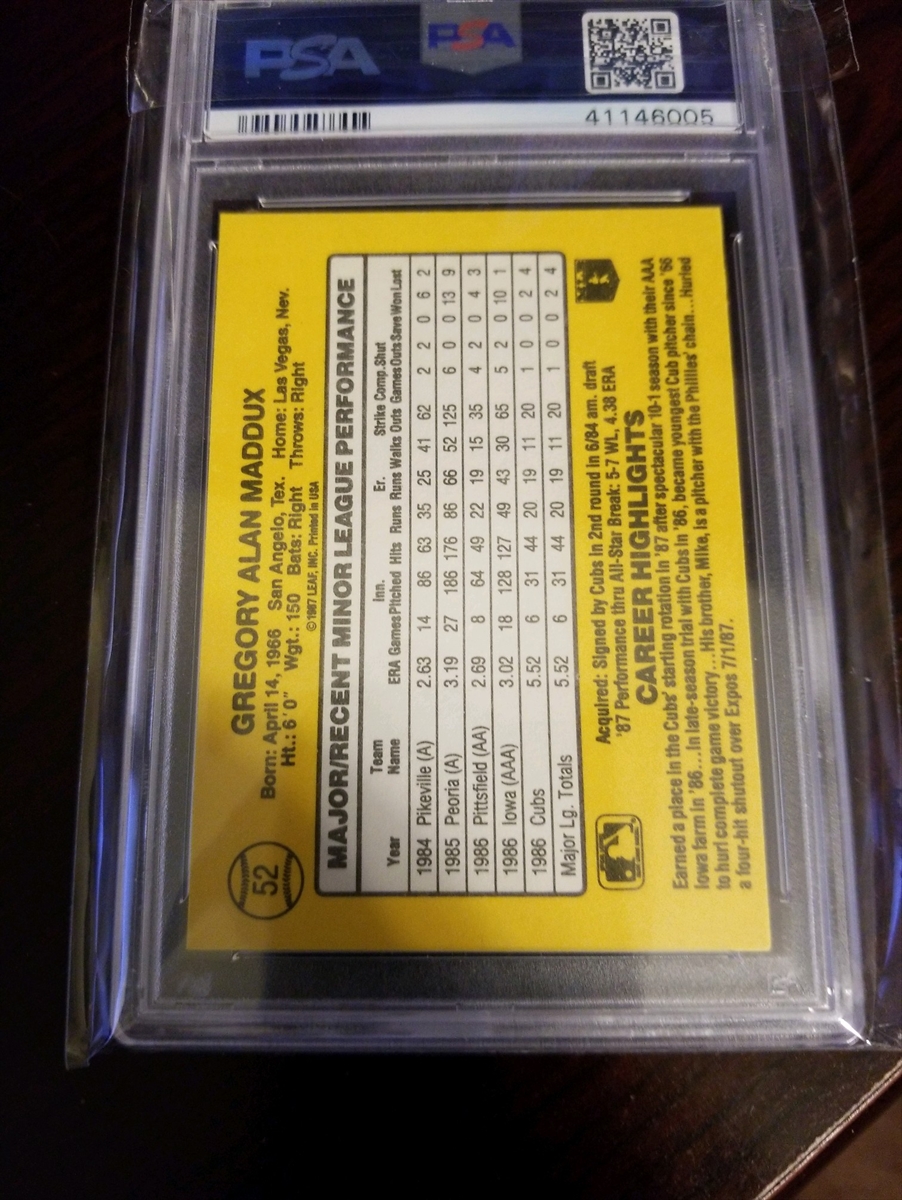 PSA
PSA
41146005
52
GREGORY ALAN MADDUX
Born: April 14, 1966 San Angelo, Tex. Home: Las Vegas, Nev.
Ht.: 6'0" Wgt.: 150 Bats: Right Throws: Right
©1987 LEAF, INC. Printed in USA
MAJOR/RECENT MINOR LEAGUE PERFORMANCE
Team Inn. Er. Strike Comp. Shut
Year Name ERA Games Pitched Hits Runs Runs Walks Outs Games Outs Save Won Lost
1984 Pikeville (A) 2.63 14 86 63 35 25 41 62 2 2 0 6 2
1985 Peoria (A) 3.19 27 186 176 86 66 52 125 6 0 0 13 9
1986 Pittsfield (AA) 2.69 8 64 49 22 19 15 35 4 2 0 4 3
1986 Iowa (AAA) 3.02 18 128 127 49 43 30 65 5 2 0 10 1
1986 Cubs 5.52 6 31 44 20 19 11 20 1 0 0 2 4
Major Lg. Totals 5.52 6 31 44 20 19 11 20 1 0 0 2 4
Acquired: Signed by Cubs in 2nd round in 6/84 am. draft
'87 Performance thru All-Star Break: 5-7 WL, 4.38 ERA
CAREER HIGHLIGHTS
Earned a place in the Cubs' starting rotation in '87 after spectacular 10-1 season with their AAA
Iowa farm in '86...In late-season trial with Cubs in '86, became youngest Cub pitcher since '66
to hurl complete game victory...His brother, Mike, is a pitcher with the Phillies' chain...Hurled
a four-hit shutout over Expos 7/1/87.